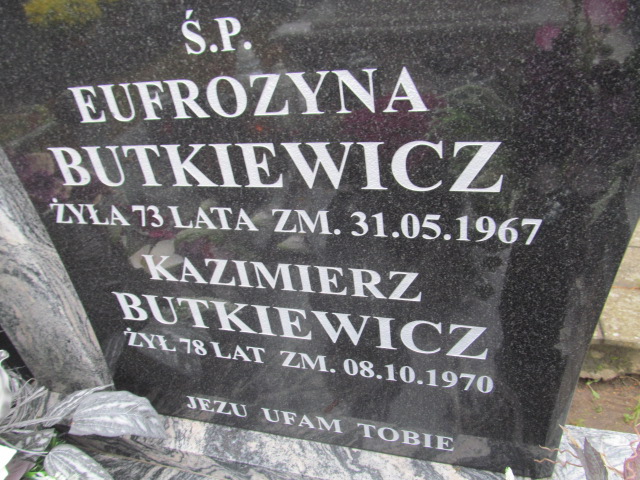 Ś.P.
EUFROZYNA
BUTKIEWICZ
ŻYŁA 73 LATA ZM. 31.05.1967
KAZIMIERZ
BUTKIEWICZ
ŻYŁ 78 LAT ZM. 08.10.1970
JEZU UFAM TOBIE